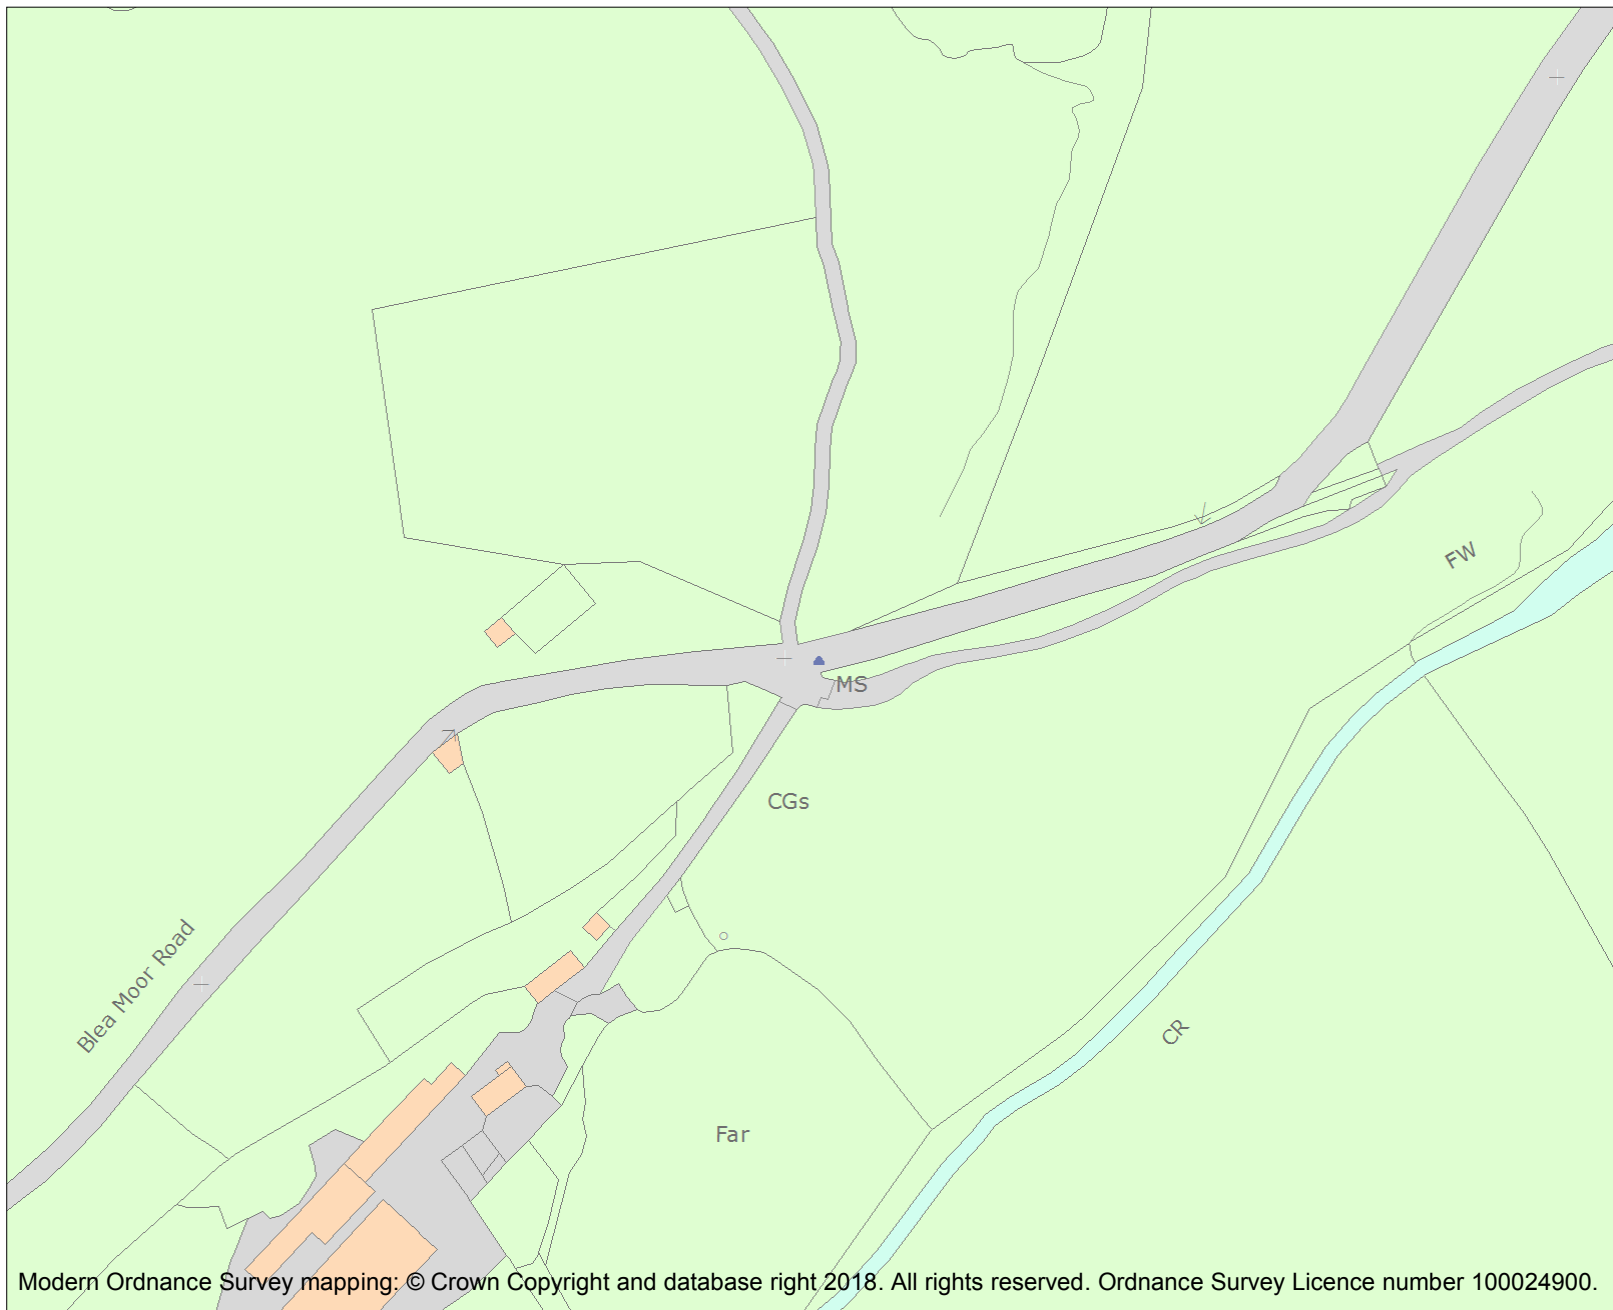 FW
MS
CGs
Blea Moor Road
CR
Far
Modern Ordnance Survey mapping: © Crown Copyright and database right 2018. All rights reserved. Ordnance Survey Licence number 100024900.